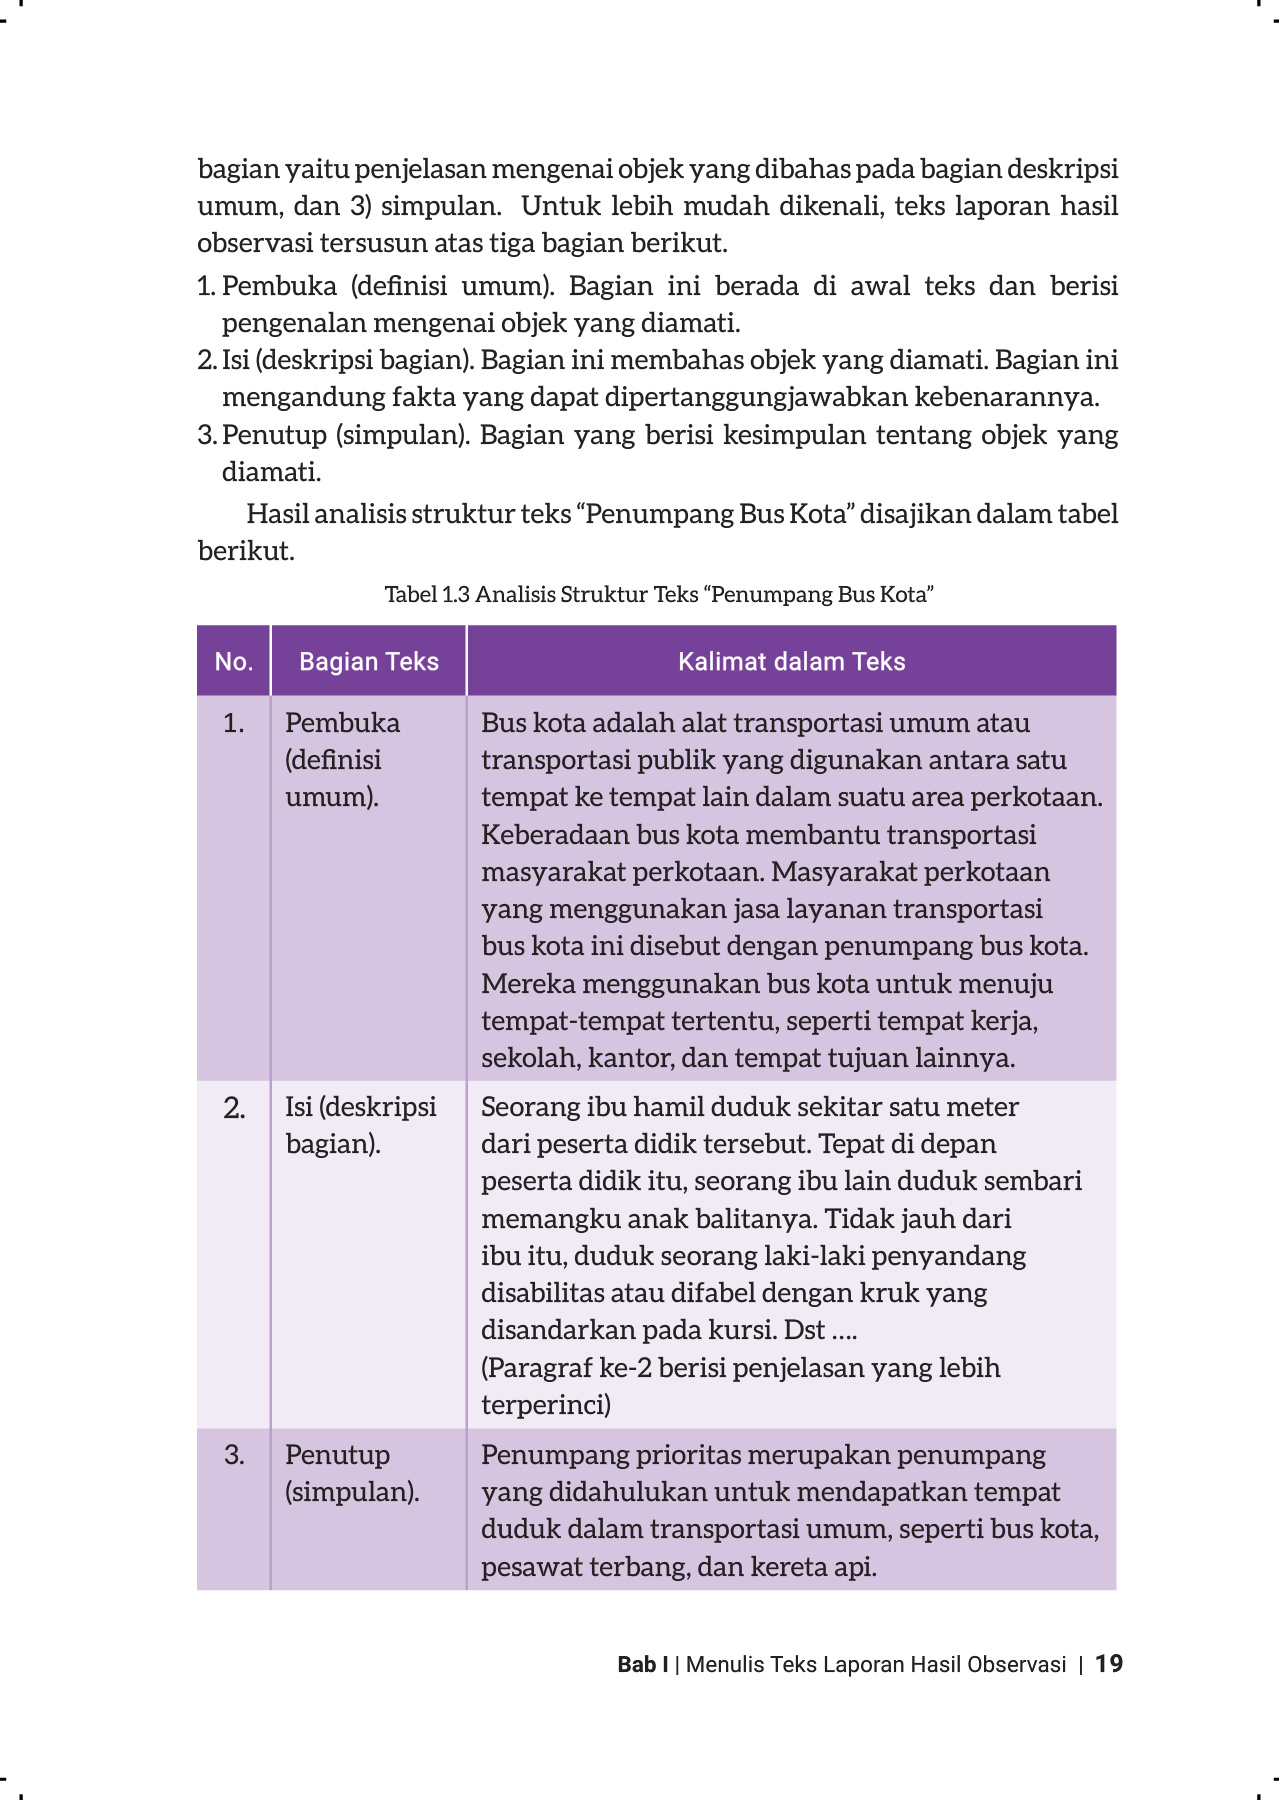 bagian yaitu penjelasan mengenai objek yang dibahas pada bagian deskripsi
umum, dan 3) simpulan. Untuk lebih mudah dikenali, teks laporan hasil
observasi tersusun atas tiga bagian berikut.
1. Pembuka (definisi umum). Bagian ini berada di awal teks dan berisi
pengenalan mengenai objek yang diamati.
2. Isi (deskripsi bagian). Bagian ini membahas objek yang diamati. Bagian ini
mengandung fakta yang dapat dipertanggungjawabkan kebenarannya.
3. Penutup (simpulan). Bagian yang berisi kesimpulan tentang objek yang
diamati.
Hasil analisis struktur teks “Penumpang Bus Kota” disajikan dalam tabel
berikut.
Tabel 1.3 Analisis Struktur Teks “Penumpang Bus Kota”
No. Bagian Teks Kalimat dalam Teks
1. Pembuka Bus kota adalah alat transportasi umum atau
(definisi transportasi publik yang digunakan antara satu
umum). tempat ke tempat lain dalam suatu area perkotaan.
Keberadaan bus kota membantu transportasi
masyarakat perkotaan. Masyarakat perkotaan
yang menggunakan jasa layanan transportasi
bus kota ini disebut dengan penumpang bus kota.
Mereka menggunakan bus kota untuk menuju
tempat-tempat tertentu, seperti tempat kerja,
sekolah, kantor, dan tempat tujuan lainnya.
2. Isi (deskripsi Seorang ibu hamil duduk sekitar satu meter
bagian). dari peserta didik tersebut. Tepat di depan
peserta didik itu, seorang ibu lain duduk sembari
memangku anak balitanya. Tidak jauh dari
ibu itu, duduk seorang laki-laki penyandang
disabilitas atau difabel dengan kruk yang
disandarkan pada kursi. Dst ....
(Paragraf ke-2 berisi penjelasan yang lebih
terperinci)
3. Penutup Penumpang prioritas merupakan penumpang
(simpulan). yang didahulukan untuk mendapatkan tempat
duduk dalam transportasi umum, seperti bus kota,
pesawat terbang, dan kereta api.
Bab I | Menulis Teks Laporan Hasil Observasi | 19